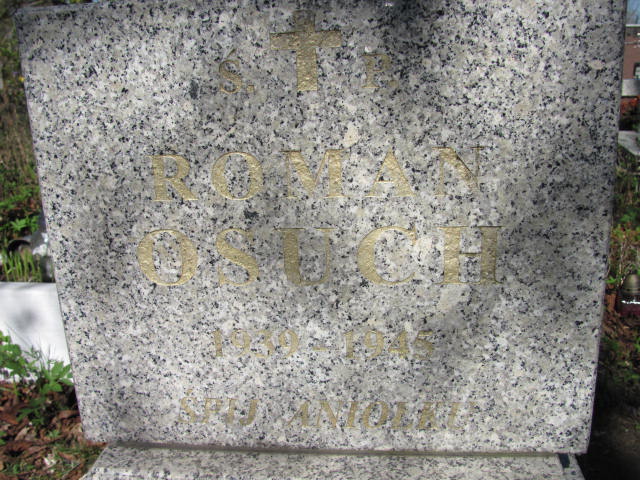 Ś. P.
ROMAN
OSUCH
1939 - 1945
ŚPIJ ANIOŁKU